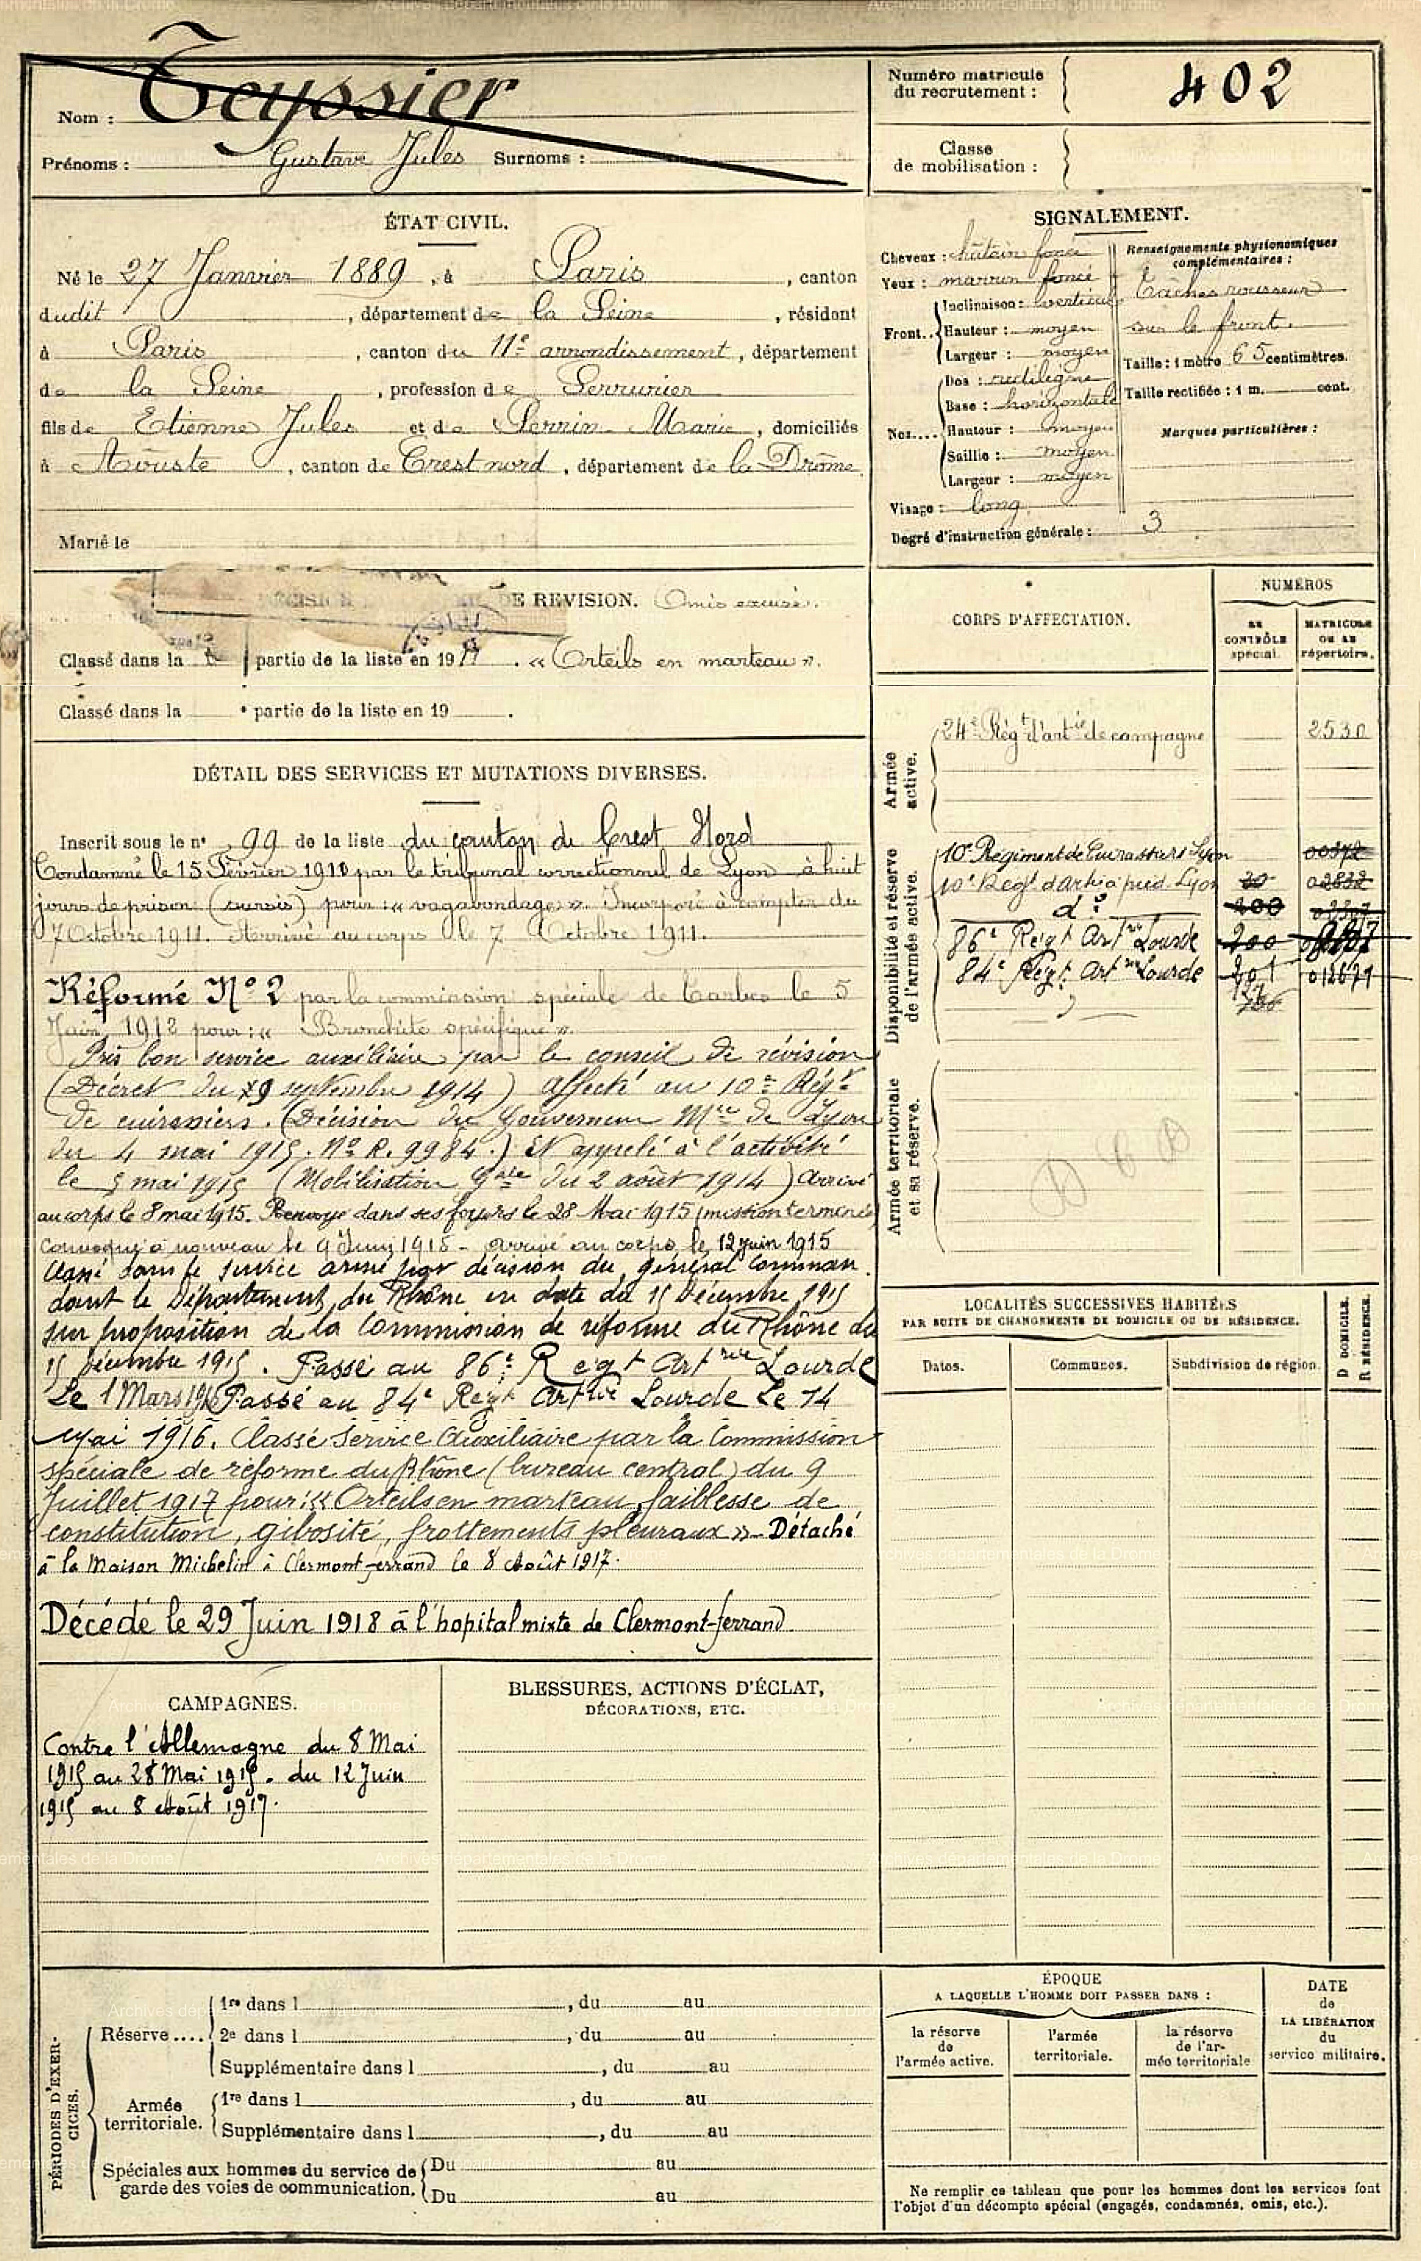 Nom : Teyssier
Prénoms : Gustave Jules Surnoms :
Numéro matricule
du recrutement : 402
Classe
de mobilisation :
ÉTAT CIVIL.
Né le 27 Janvier 1889, à Paris, canton
dudit, département de la Seine, résidant
à Paris, canton du 11e arrondissement, département
de la Seine, profession de Serrurier
fils de Etienne Jules et de Perrin Marie, domiciliés
à Aouste, canton de Crest nord, département de la Drôme
Marié le
SIGNALEMENT.
Cheveux : châtain foncé
Yeux : marron foncé
Front.. Inclinaison : verticale
Hauteur : moyen
Largeur : moyen
Nez.... Dos : rectiligne
Base : horizontale
Hauteur : moyen
Saillie : moyen
Largeur : moyen
Visage : long
Renseignements physionomiques
complémentaires :
Taches rousseur
sur le front.
Taille : 1 mètre 65 centimètres.
Taille rectifiée : 1 m. cent.
Marques particulières :
Degré d'instruction générale : 3
DE REVISION. Omis excusé.
Classé dans la partie de la liste en 1911. « Orteils en marteau ».
Classé dans la partie de la liste en 19 .
DÉTAIL DES SERVICES ET MUTATIONS DIVERSES.
Inscrit sous le n° 99 de la liste du canton de Crest Nord
Condamné le 15 Février 1910 par le tribunal correctionnel de Lyon à huit
jours de prison (sursis) pour : « vagabondage ». Incorporé à compter du
7 Octobre 1911. Arrivé au corps le 7 Octobre 1911.
Réformé N° 2 par la commission spéciale de Tarbes le 5
1912 pour : « Bronchite spécifique ».
Pris bon service auxiliaire par le conseil de révision
(Décret du 9 septembre 1914) affecté au 10e Régt
de cuirassiers. (Décision du Gouverneur Mre de Lyon
du 4 mai 1915. N° R. 9984.) Et appelé à l'activité
le 5 mai 1915 (Mobilisation Gale du 2 août 1914) arrivé
au corps le 8 mai 1915. Renvoyé dans ses foyers le 28 Mai 1915 (mission terminée)
Convoqué à nouveau le 9 Juin 1915 - arrivé au corps le 12 juin 1915
Classé dans le service armé par décision du général Comman
dant le Département du Rhône en date du 15 Décembre 1915
sur proposition de la Commission de réforme du Rhône du
15 décembre 1915. Passé au 86e Regt Artrie Lourde
Le 1 Mars 1916 Passé au 84e Regt Artrie Lourde Le 14
Mai 1916. Classé Service Auxiliaire par la Commission
spéciale de réforme du Rhône (bureau central) du 9
Juillet 1917 pour : « Orteils en marteau, faiblesse de
constitution, gibosité, frottements pleuraux » - Détaché
à la Maison Michelin à Clermont-ferrand le 8 Août 1917.
Décédé le 29 Juin 1918 à l'hopital mixte de Clermont-ferrand.
CORPS D'AFFECTATION.
NUMÉROS
AU
CONTRÔLE
spécial.
MATRICULE
OU AU
répertoire.
Armée
active.
24e Régt d'artie de campagne 2530
Disponibilité et réserve
de l'armée active.
10e Régiment de Cuirassiers Lyon 00372
10e Régt d'artie à pied Lyon 30 02832
do 200
86e Régt Artrie Lourde 200
84e Régt Artrie Lourde 201
Armée territoriale
et sa réserve.
DCD
LOCALITÉS SUCCESSIVES HABITÉES
PAR SUITE DE CHANGEMENTS DE DOMICILE OU DE RÉSIDENCE.
Dates. Communes. Subdivision de région.
D DOMICILE.
R RÉSIDENCE.
CAMPAGNES.
Contre l'Allemagne du 8 Mai
1915 au 28 Mai 1915. du 12 Juin
1915 au 8 Août 1917.
BLESSURES, ACTIONS D'ÉCLAT,
DÉCORATIONS, ETC.
PÉRIODES D'EXER-
CICES.
Réserve.... 1re dans l , du au
2e dans l , du au
Supplémentaire dans l , du au
Armée
territoriale. 1re dans l , du au
Supplémentaire dans l , du au
Spéciales aux hommes du service de
garde des voies de communication. Du au
Du au
ÉPOQUE
A LAQUELLE L'HOMME DOIT PASSER DANS :
la réserve
de
l'armée active.
l'armée
territoriale.
la réserve
de l'ar-
mée territoriale
DATE
de
LA LIBÉRATION
du
service militaire.
Ne remplir ce tableau que pour les hommes dont les services font
l'objet d'un décompte spécial (engagés, condamnés, omis, etc.).
Archives départementales de la Drôme